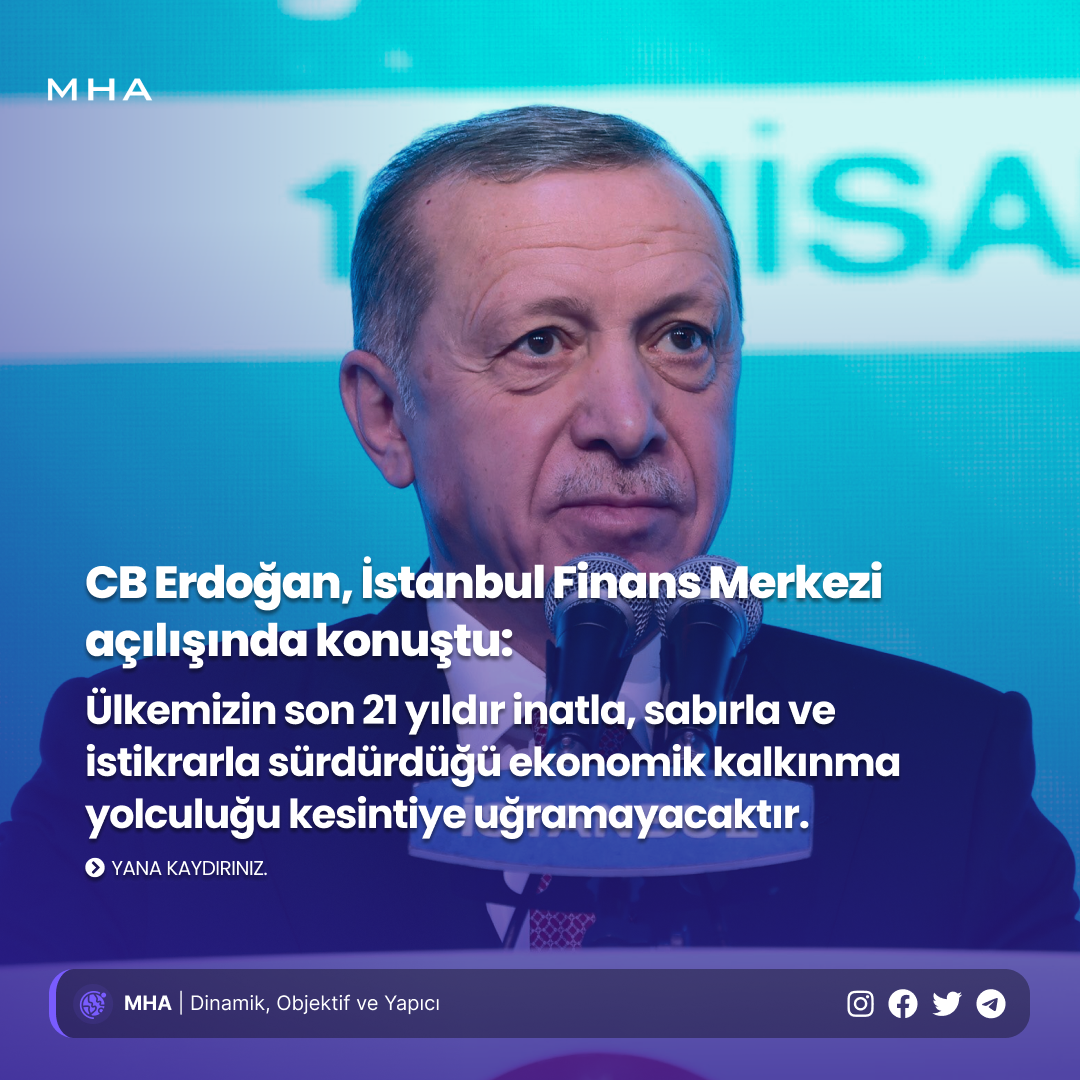 MHA
CB Erdoğan, İstanbul Finans Merkezi
açılışında konuştu:
Ülkemizin son 21 yıldır inatla, sabırla ve
istikrarla sürdürdüğü ekonomik kalkınma
yolculuğu kesintiye uğramayacaktır.
YANA KAYDIRINIZ.
MHA | Dinamik, Objektif ve Yapıcı